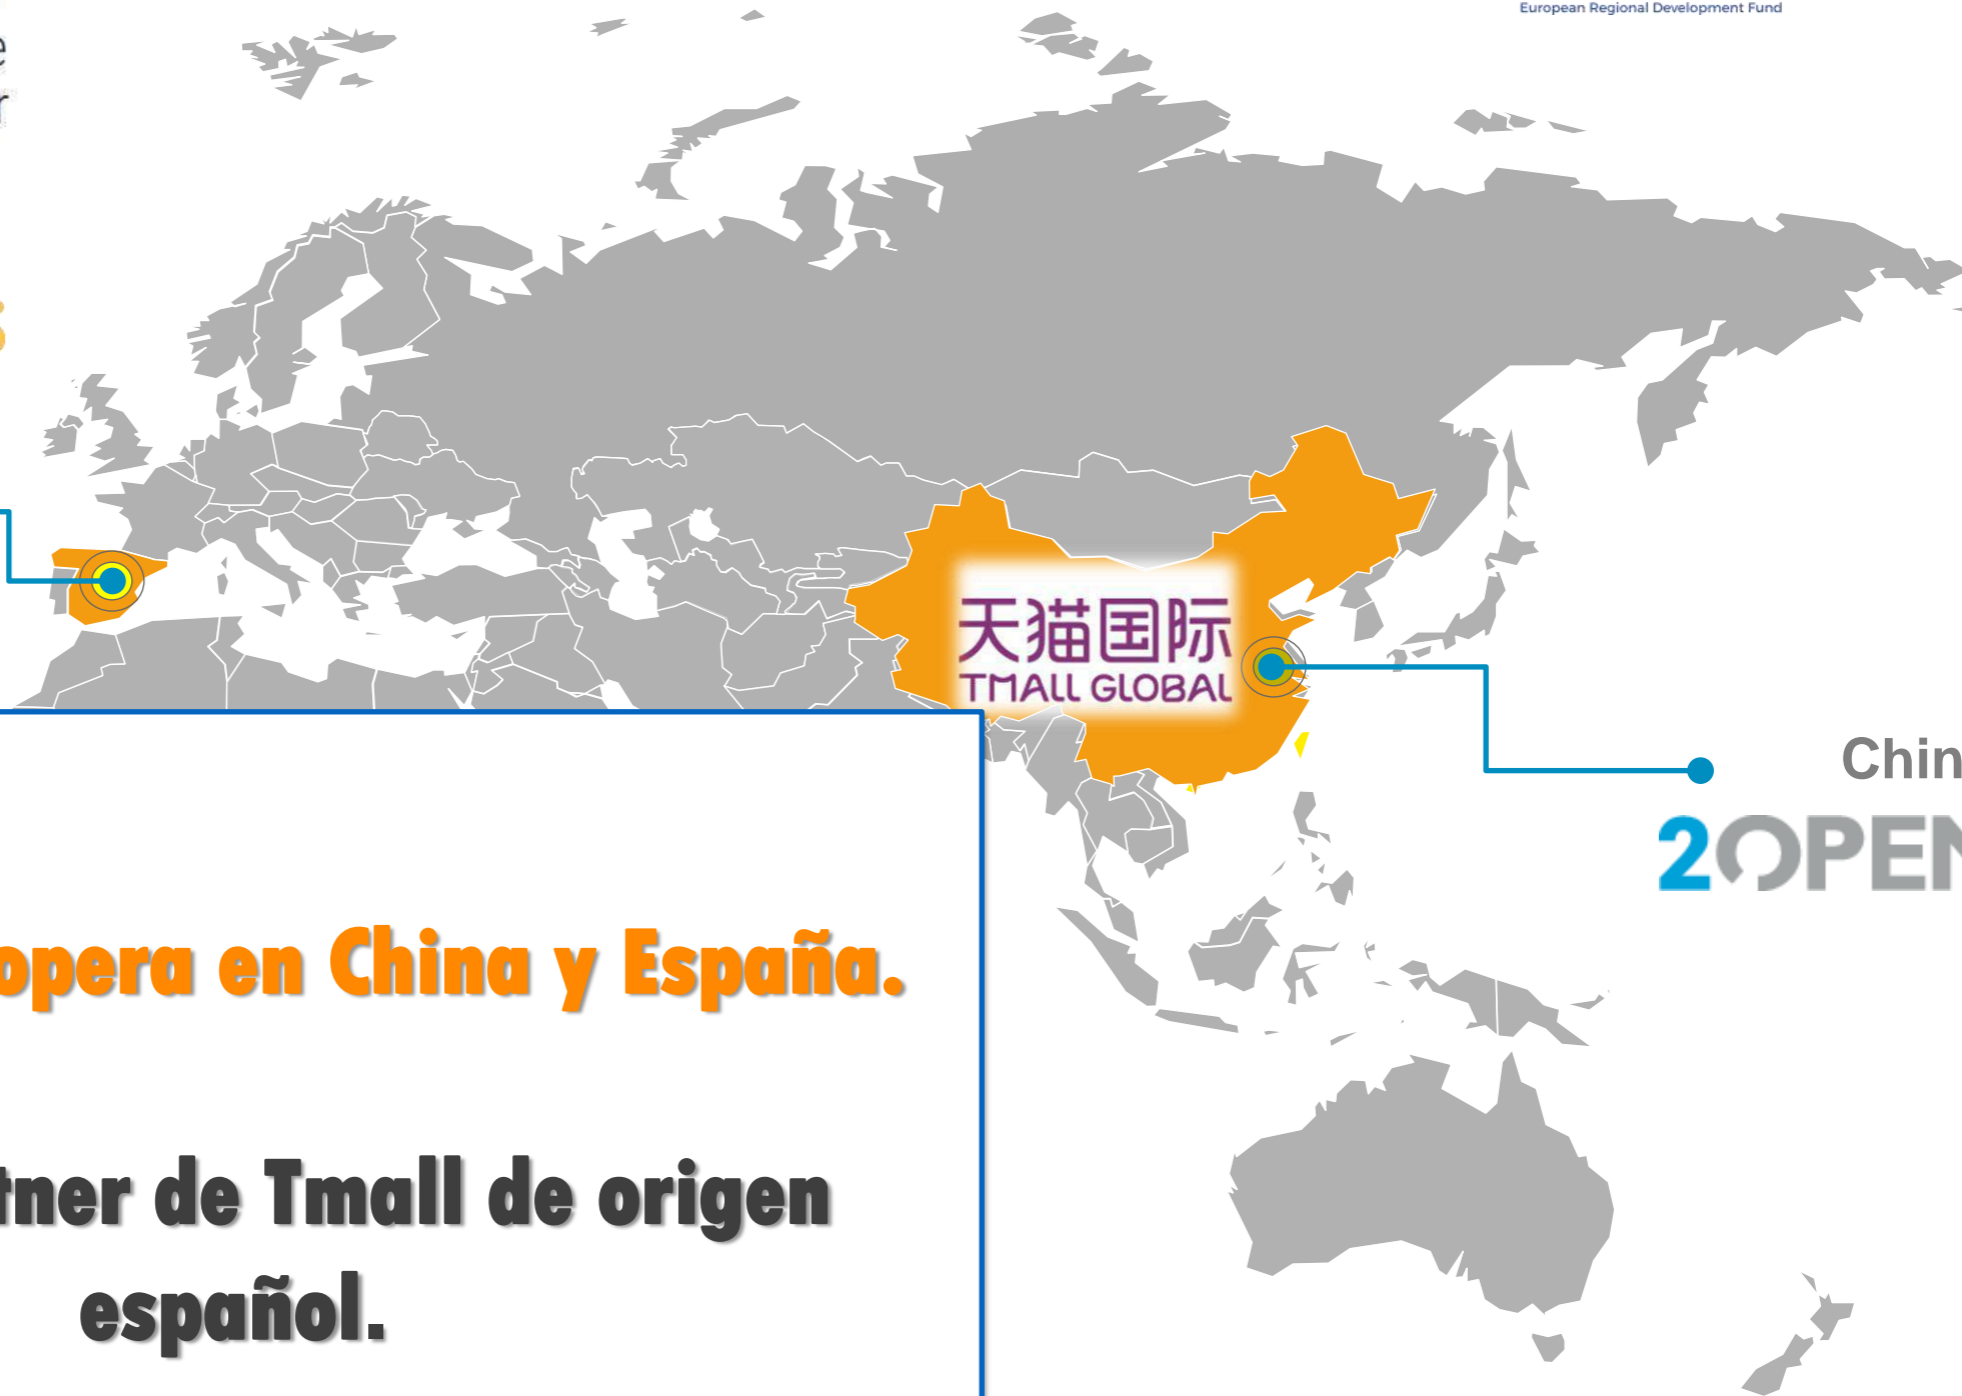 European Regional Development Fund
天猫国际
TMALL GLOBAL
Chin
2OPEN
opera en China y España.
tner de Tmall de origen
español.